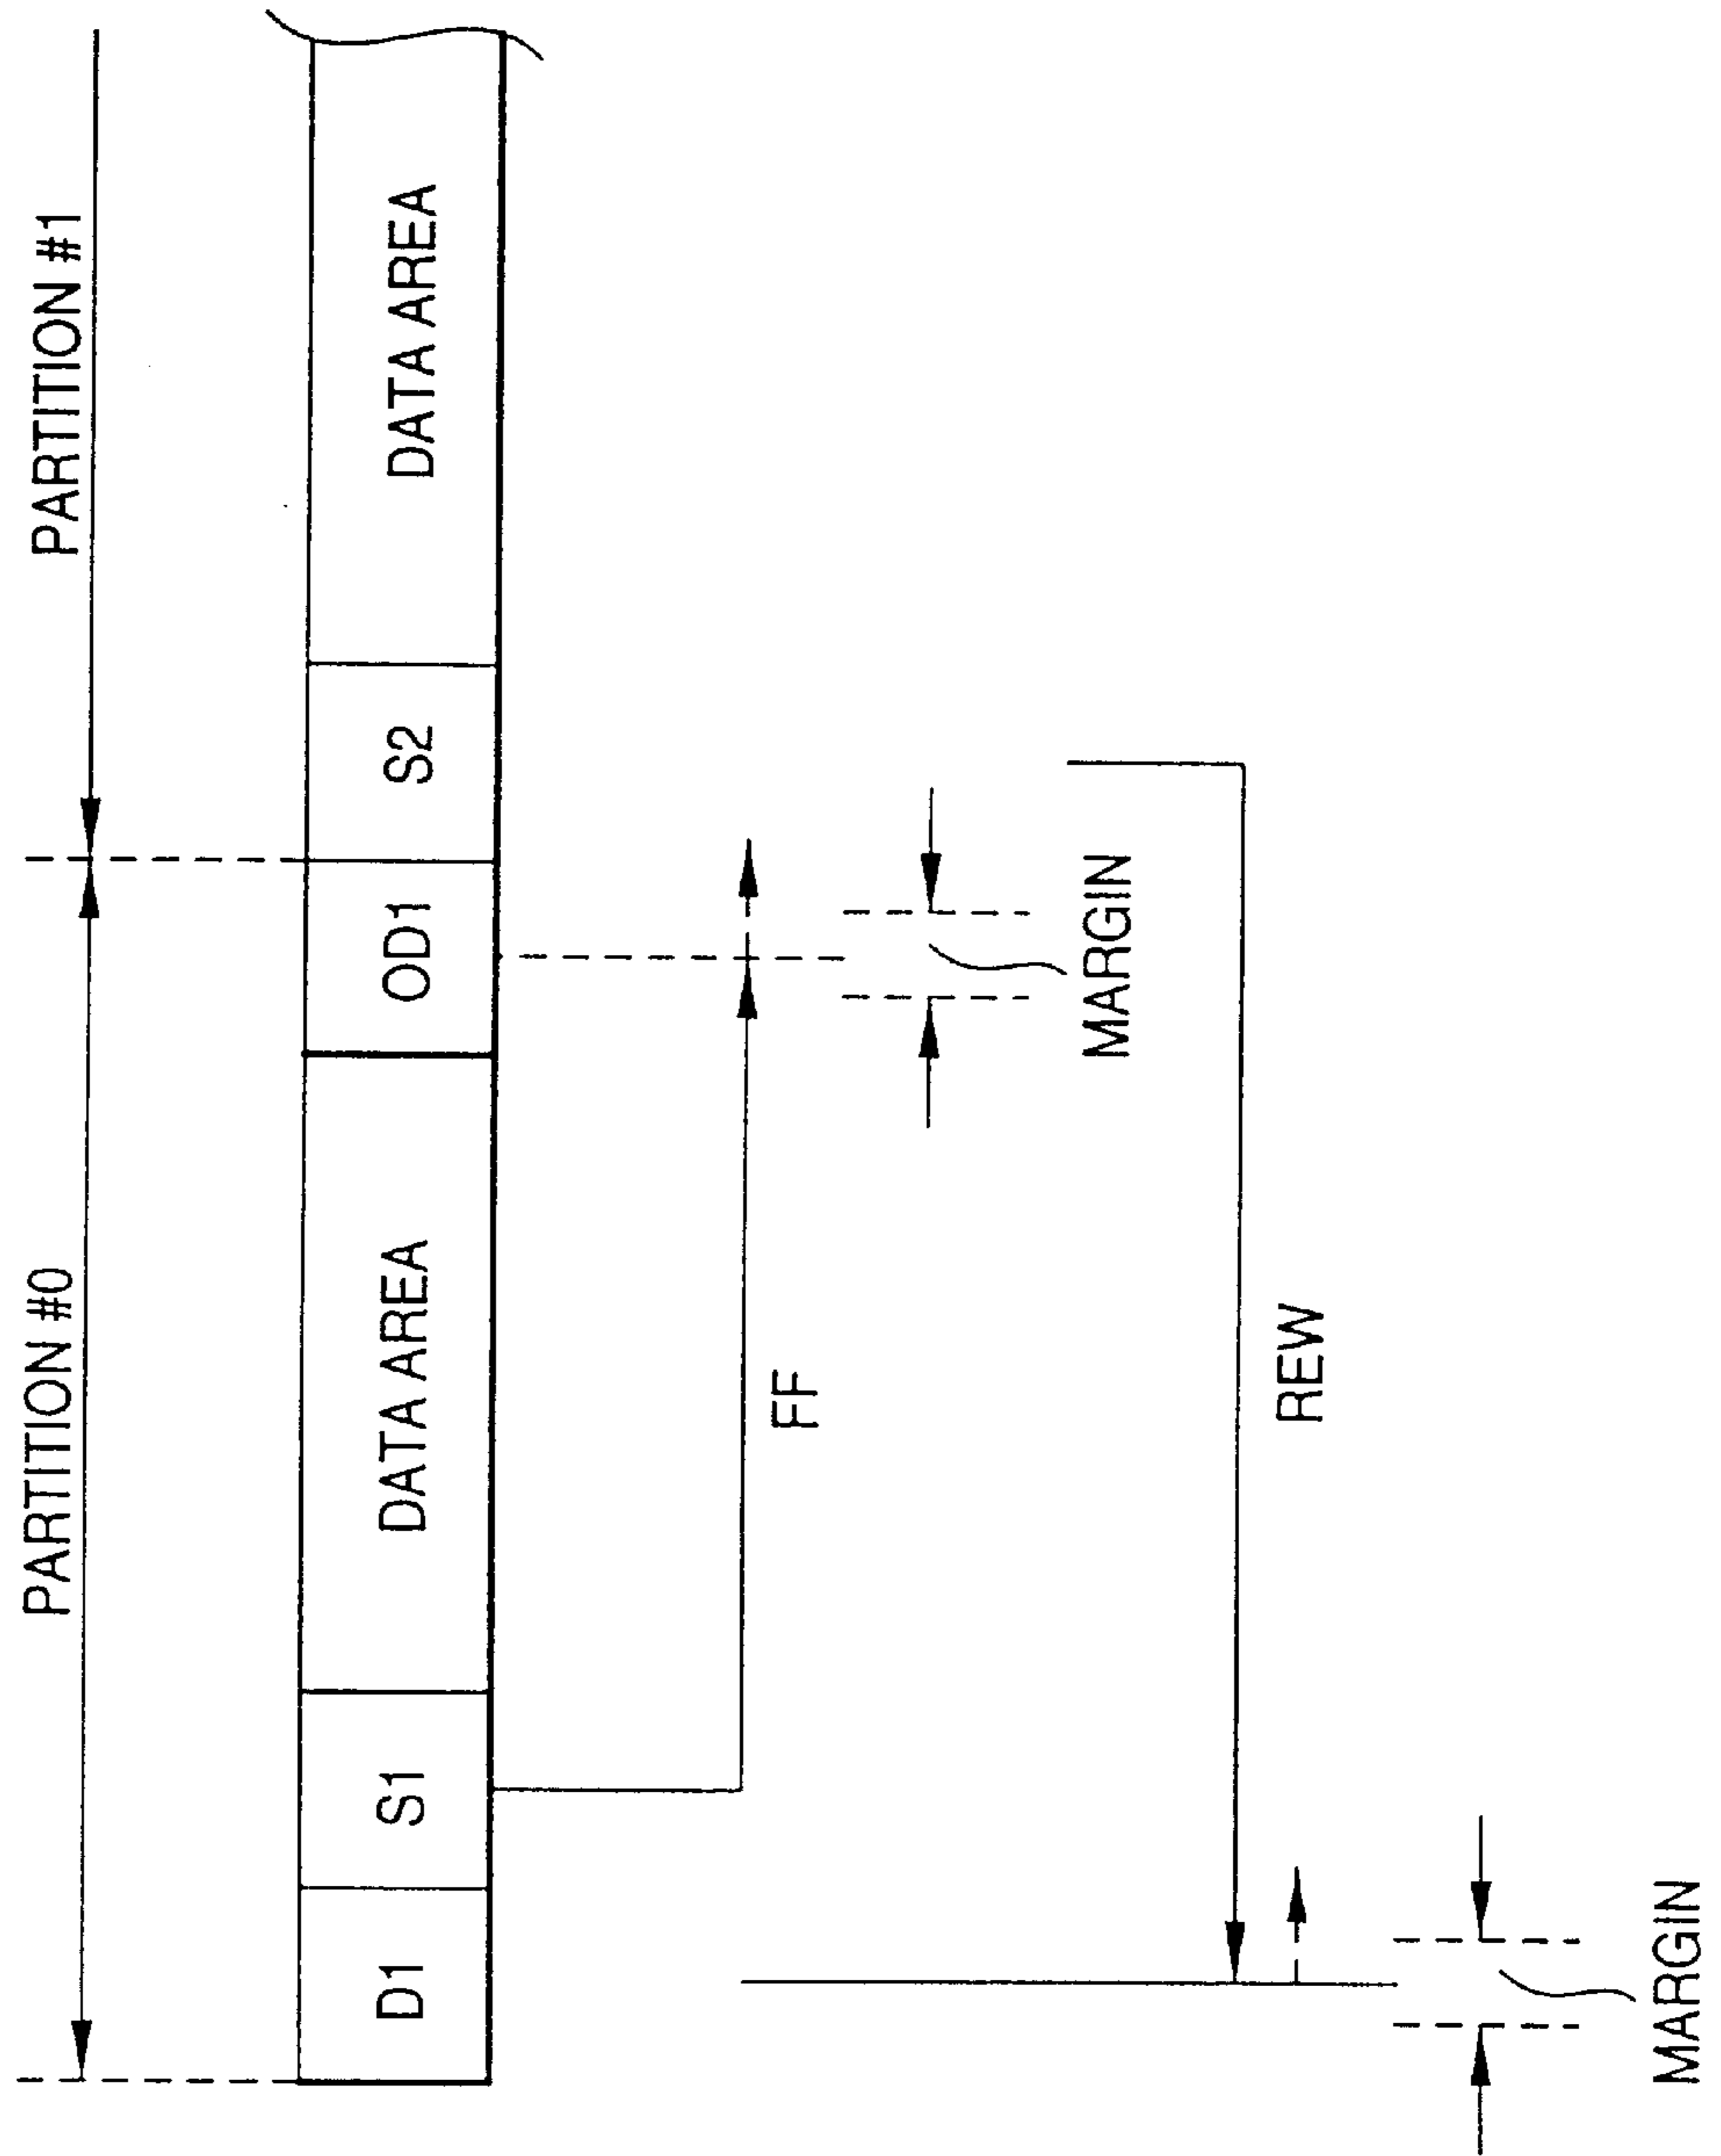 PARTITION #0
PARTITION #1
D1
S1
DATA AREA
OD1
S2
DATA AREA
FF
MARGIN
REW
MARGIN